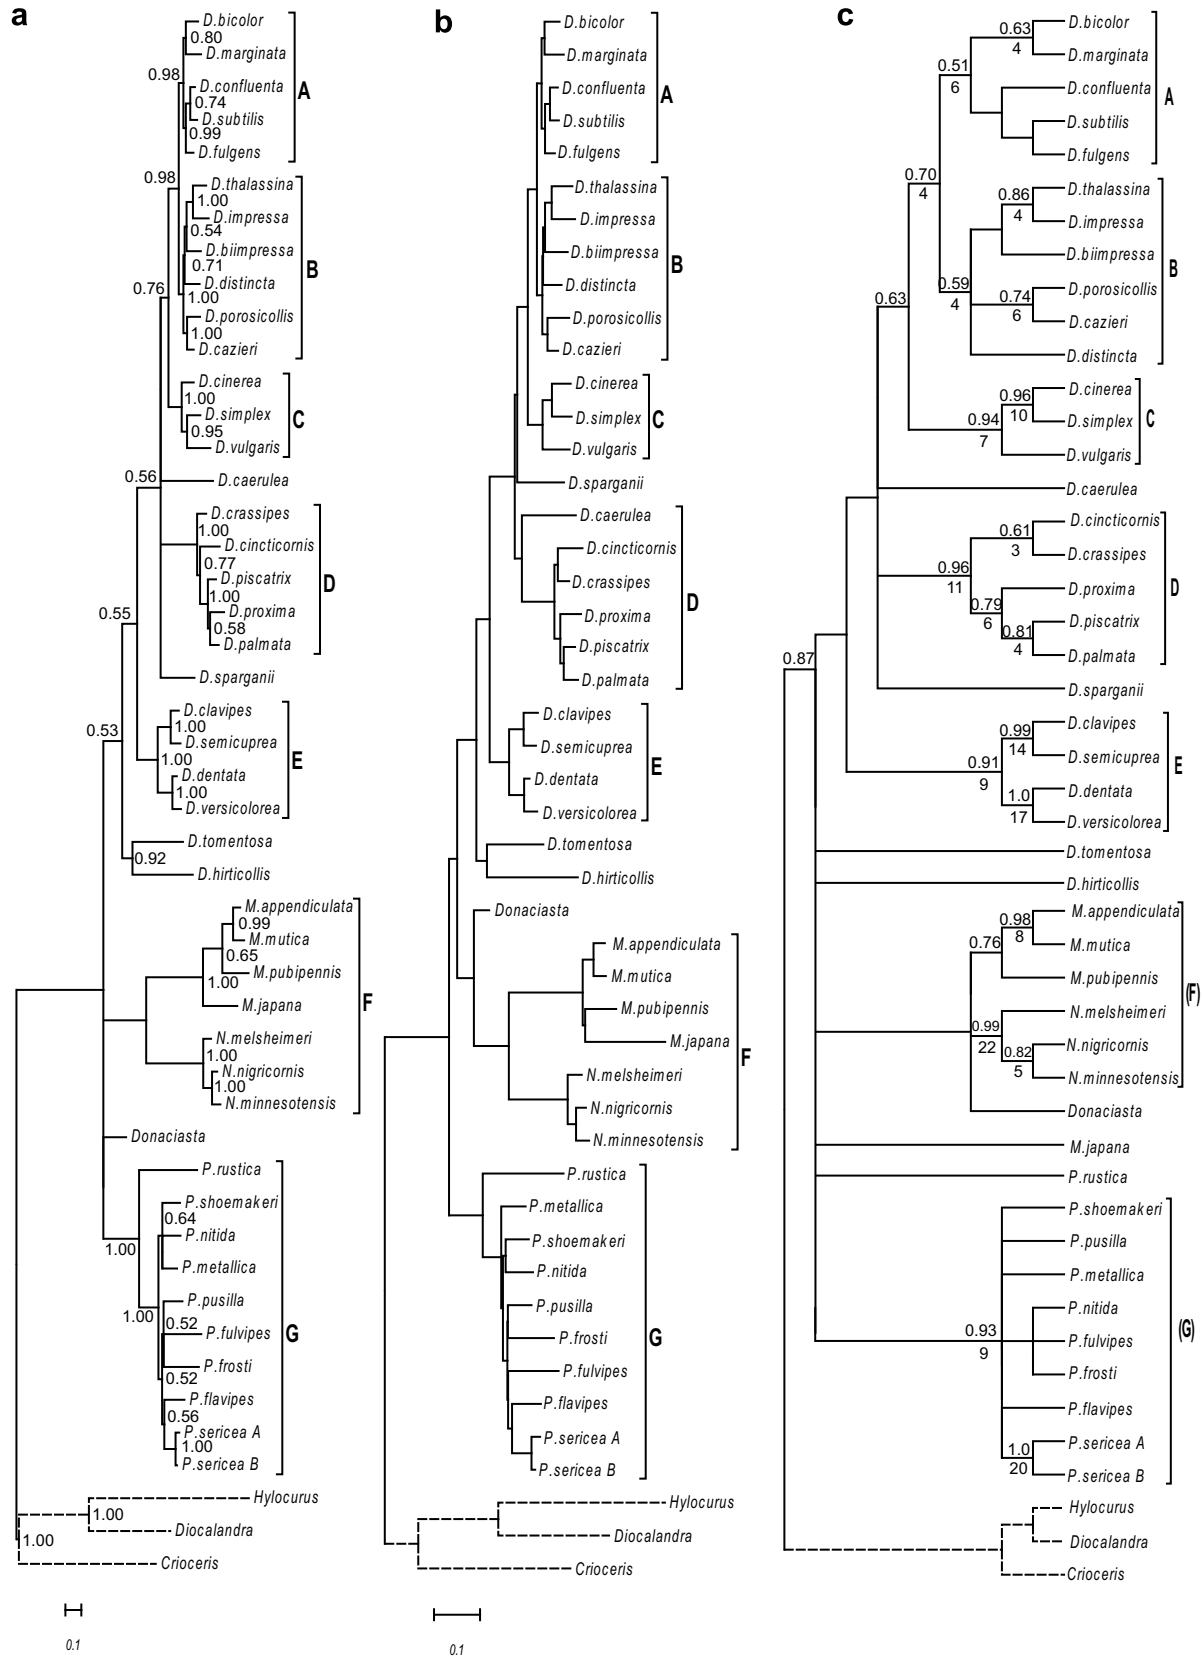 a
D.bicolor
0.80
D.marginata
0.98
D.confluenta
0.74
D.subtilis
0.99
D.fulgens
A
0.98
D.thalassina
1.00
D.impressa
0.54
D.biimpressa
0.71
D.distincta
1.00
D.porosicollis
1.00
D.cazieri
B
0.76
D.cinerea
1.00
D.simplex
0.95
D.vulgaris
C
0.56
D.caerulea
D.crassipes
1.00
D.cincticornis
0.77
D.piscatrix
1.00
D.proxima
0.58
D.palmata
D
0.55
D.sparganii
D.clavipes
1.00
D.semicuprea
1.00
D.dentata
1.00
D.versicolorea
E
0.53
D.tomentosa
0.92
D.hirticollis
M.appendiculata
0.99
M.mutica
0.65
M.pubipennis
1.00
M.japana
F
N.melsheimeri
1.00
N.nigricornis
1.00
N.minnesotensis
Donaciasta
P.rustica
P.shoemakeri
0.64
P.nitida
1.00
P.metallica
P.pusilla
1.00
0.52
P.fulvipes
G
P.frosti
0.52
P.flavipes
0.56
P.sericea A
1.00
P.sericea B
Hylocurus
1.00
Diocalandra
1.00
Crioceris
0.1
b
D.bicolor
D.marginata
D.confluenta
A
D.subtilis
D.fulgens
D.thalassina
D.impressa
D.biimpressa
B
D.distincta
D.porosicollis
D.cazieri
D.cinerea
D.simplex
C
D.vulgaris
D.sparganii
D.caerulea
D.cincticornis
D.crassipes
D
D.proxima
D.piscatrix
D.palmata
D.clavipes
D.semicuprea
E
D.dentata
D.versicolorea
D.tomentosa
D.hirticollis
Donaciasta
M.appendiculata
M.mutica
M.pubipennis
M.japana
F
N.melsheimeri
N.nigricornis
N.minnesotensis
P.rustica
P.metallica
P.shoemakeri
P.nitida
P.pusilla
P.frosti
G
P.fulvipes
P.flavipes
P.sericea A
P.sericea B
Hylocurus
Diocalandra
Crioceris
0.1
c
D.bicolor
0.63
4
D.marginata
0.51
6
D.confluenta
A
D.subtilis
D.fulgens
0.70
4
D.thalassina
0.86
4
D.impressa
D.biimpressa
B
0.59
4
D.porosicollis
0.74
6
D.cazieri
D.distincta
0.63
D.cinerea
0.96
10
D.simplex
C
0.94
7
D.vulgaris
D.caerulea
D.cincticornis
0.61
3
D.crassipes
0.96
11
D.proxima
D
0.79
6
D.piscatrix
0.81
4
D.palmata
0.87
D.sparganii
D.clavipes
0.99
14
D.semicuprea
0.91
9
E
D.dentata
1.0
17
D.versicolorea
D.tomentosa
D.hirticollis
M.appendiculata
0.98
8
M.mutica
0.76
M.pubipennis
(F)
N.melsheimeri
0.99
22
N.nigricornis
0.82
5
N.minnesotensis
Donaciasta
M.japana
P.rustica
P.shoemakeri
P.pusilla
P.metallica
P.nitida
0.93
9
P.fulvipes
(G)
P.frosti
P.flavipes
P.sericea A
1.0
20
P.sericea B
Hylocurus
Diocalandra
Crioceris